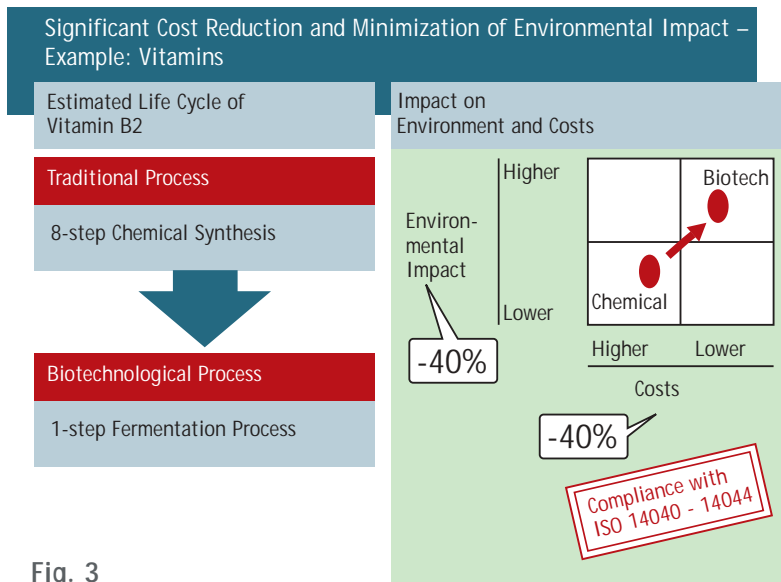 Significant Cost Reduction and Minimization of Environmental Impact –
Example: Vitamins
Estimated Life Cycle of
Vitamin B2
Traditional Process
8-step Chemical Synthesis
Biotechnological Process
1-step Fermentation Process
Impact on
Environment and Costs
Environ-
mental
Impact
Higher
Lower
-40%
Biotech
Chemical
Higher Lower
Costs
-40%
Compliance with
ISO 14040 - 14044
Fig. 3